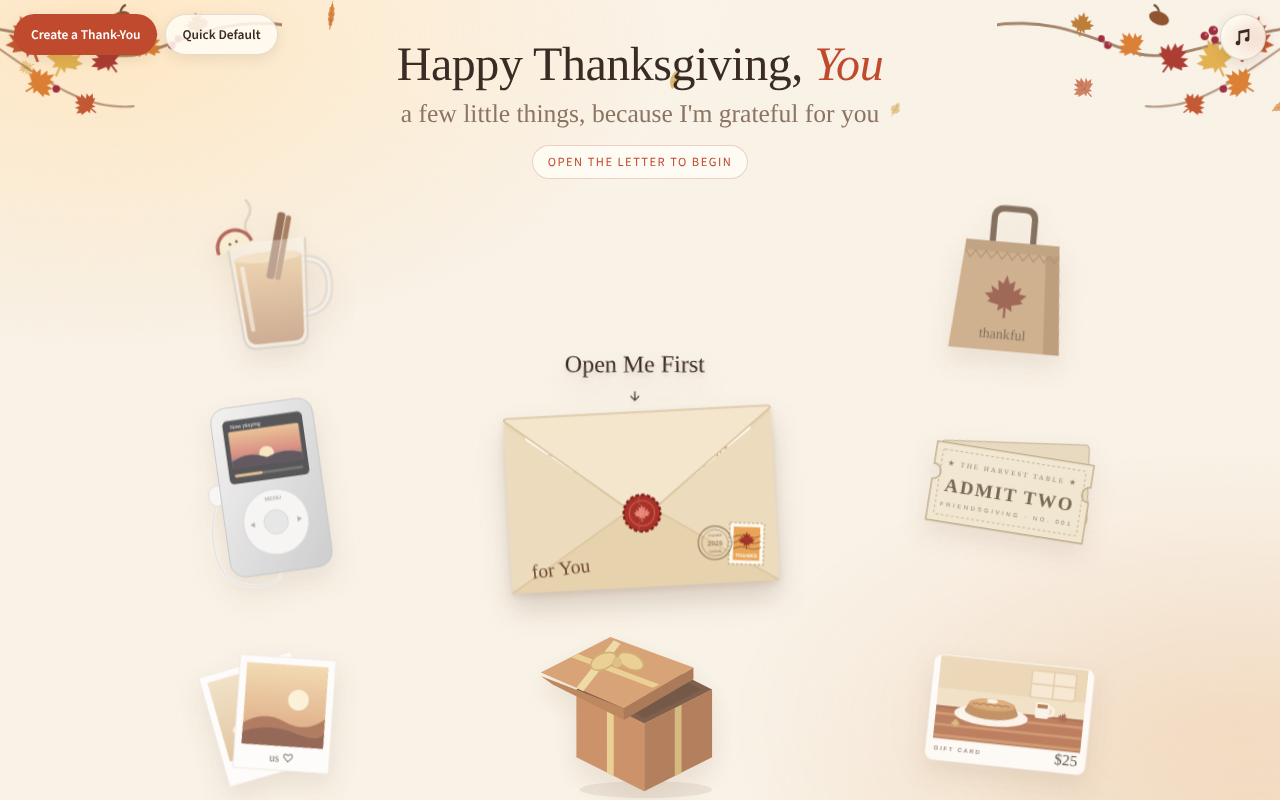 Create a Thank-You
Quick Default
Happy Thanksgiving, You
a few little things, because I'm grateful for you
OPEN THE LETTER TO BEGIN
thankful
Open Me First
Now playing
MENU
★ THE HARVEST TABLE ★
ADMIT TWO
FRIENDSGIVING · NO. 001
2025
THANKS
for You
us ♡
GIFT CARD
$25